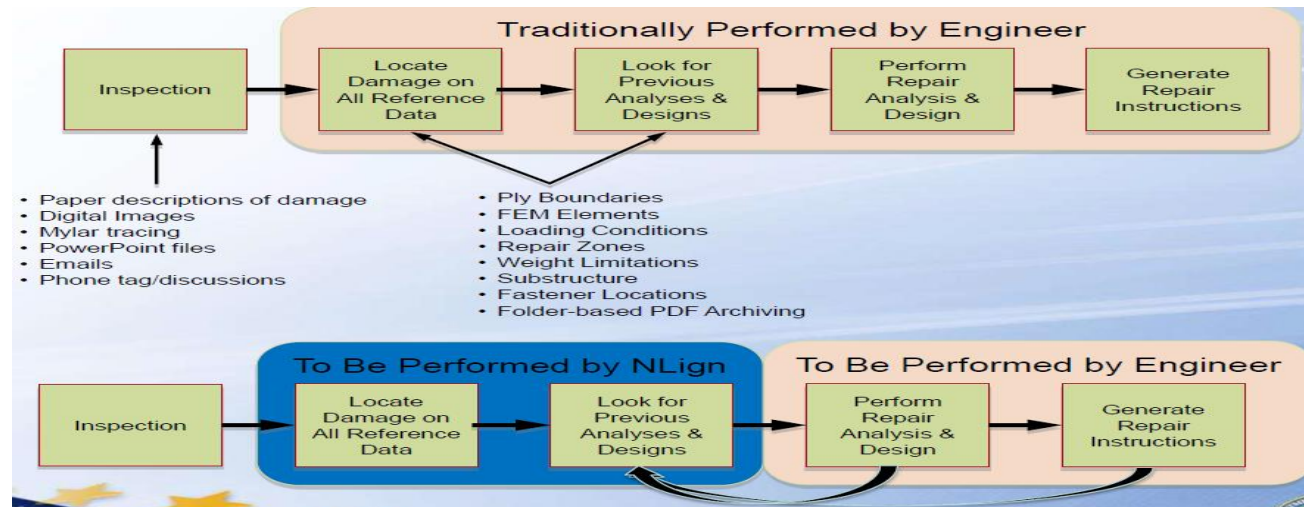 Traditionally Performed by Engineer
Inspection
Locate
Damage on
All Reference
Data
Look for
Previous
Analyses &
Designs
Perform
Repair
Analysis &
Design
Generate
Repair
Instructions
• Paper descriptions of damage
• Digital Images
• Mylar tracing
• PowerPoint files
• Emails
• Phone tag/discussions
• Ply Boundaries
• FEM Elements
• Loading Conditions
• Repair Zones
• Weight Limitations
• Substructure
• Fastener Locations
• Folder-based PDF Archiving
To Be Performed by NLign
To Be Performed by Engineer
Inspection
Locate
Damage on
All Reference
Data
Look for
Previous
Analyses &
Designs
Perform
Repair
Analysis &
Design
Generate
Repair
Instructions